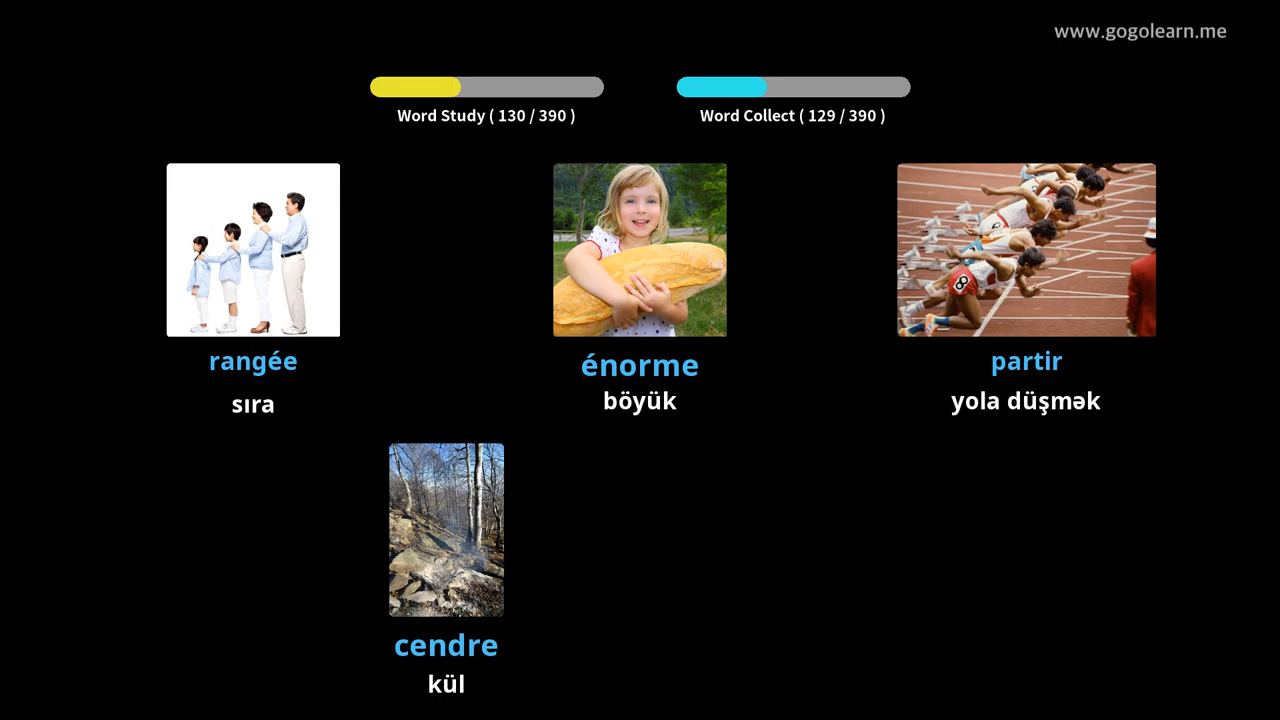 www.gogolearn.me
Word Study ( 130 / 390 )
Word Collect ( 129 / 390 )
rangée
sıra
énorme
böyük
partir
yola düşmək
8
cendre
kül